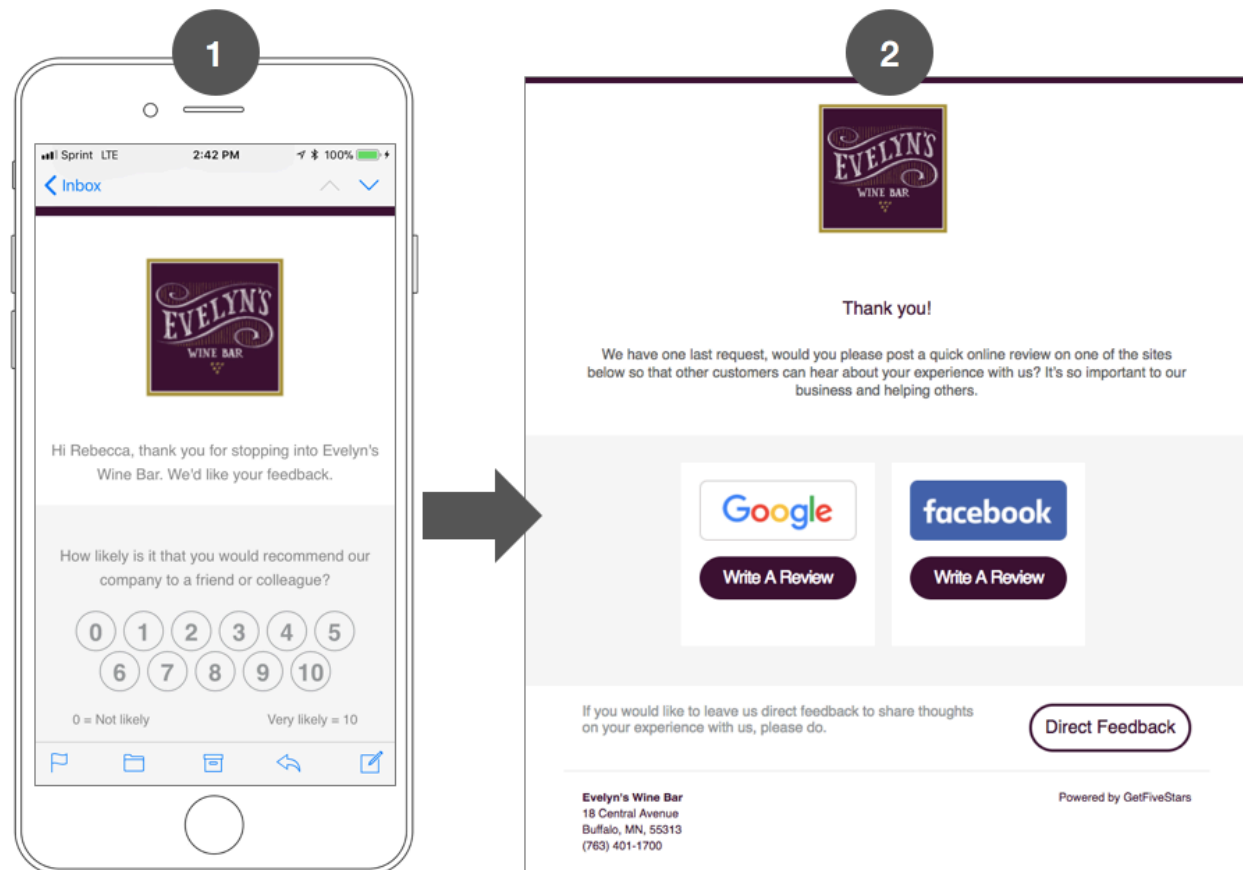 1
Sprint LTE
2:42 PM
100%
Inbox
EVELYN'S
WINE BAR
Hi Rebecca, thank you for stopping into Evelyn's
Wine Bar. We'd like your feedback.
How likely is it that you would recommend our
company to a friend or colleague?
0 1 2 3 4 5
6 7 8 9 10
0 = Not likely
Very likely = 10
2
EVELYN'S
WINE BAR
Thank you!
We have one last request, would you please post a quick online review on one of the sites
below so that other customers can hear about your experience with us? It's so important to our
business and helping others.
Google
Write A Review
facebook
Write A Review
If you would like to leave us direct feedback to share thoughts
on your experience with us, please do.
Direct Feedback
Evelyn's Wine Bar
18 Central Avenue
Buffalo, MN, 55313
(763) 401-1700
Powered by GetFiveStars